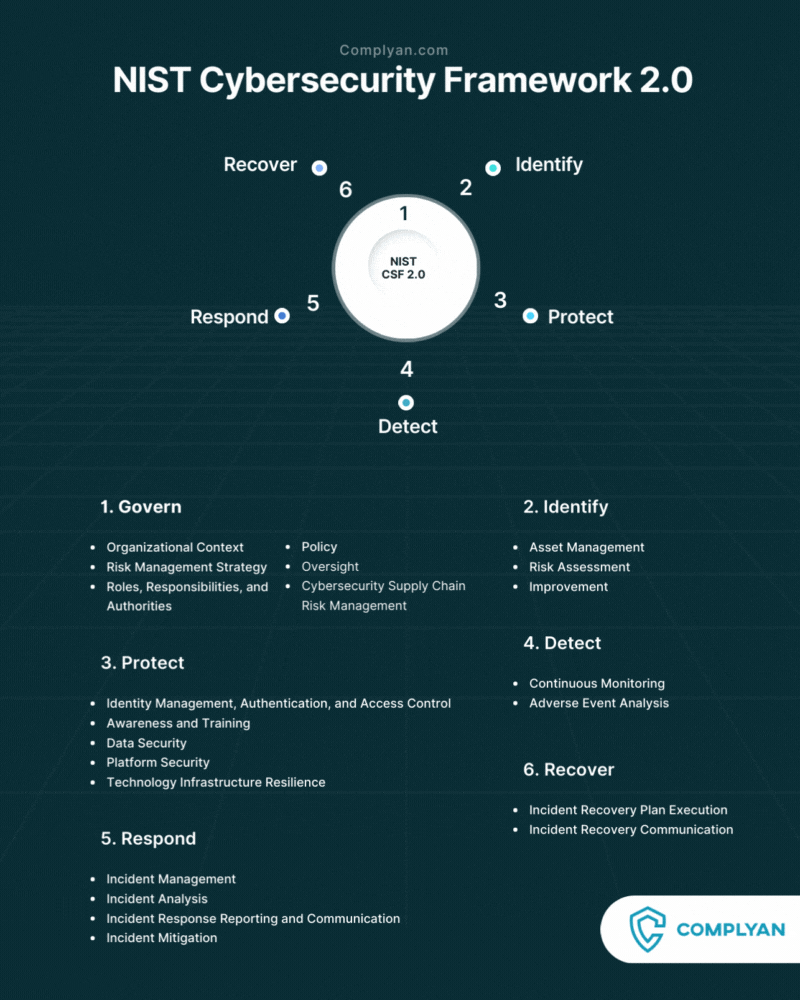 Complyan.com
NIST Cybersecurity Framework 2.0
Recover
6
2
Identify
1
NIST
CSF 2.0
Respond
5
3
Protect
4
Detect
1. Govern
• Organizational Context
• Risk Management Strategy
• Roles, Responsibilities, and
Authorities
• Policy
• Oversight
• Cybersecurity Supply Chain
Risk Management
2. Identify
• Asset Management
• Risk Assessment
• Improvement
3. Protect
• Identity Management, Authentication, and Access Control
• Awareness and Training
• Data Security
• Platform Security
• Technology Infrastructure Resilience
4. Detect
• Continuous Monitoring
• Adverse Event Analysis
5. Respond
• Incident Management
• Incident Analysis
• Incident Response Reporting and Communication
• Incident Mitigation
6. Recover
• Incident Recovery Plan Execution
• Incident Recovery Communication
COMPLYAN